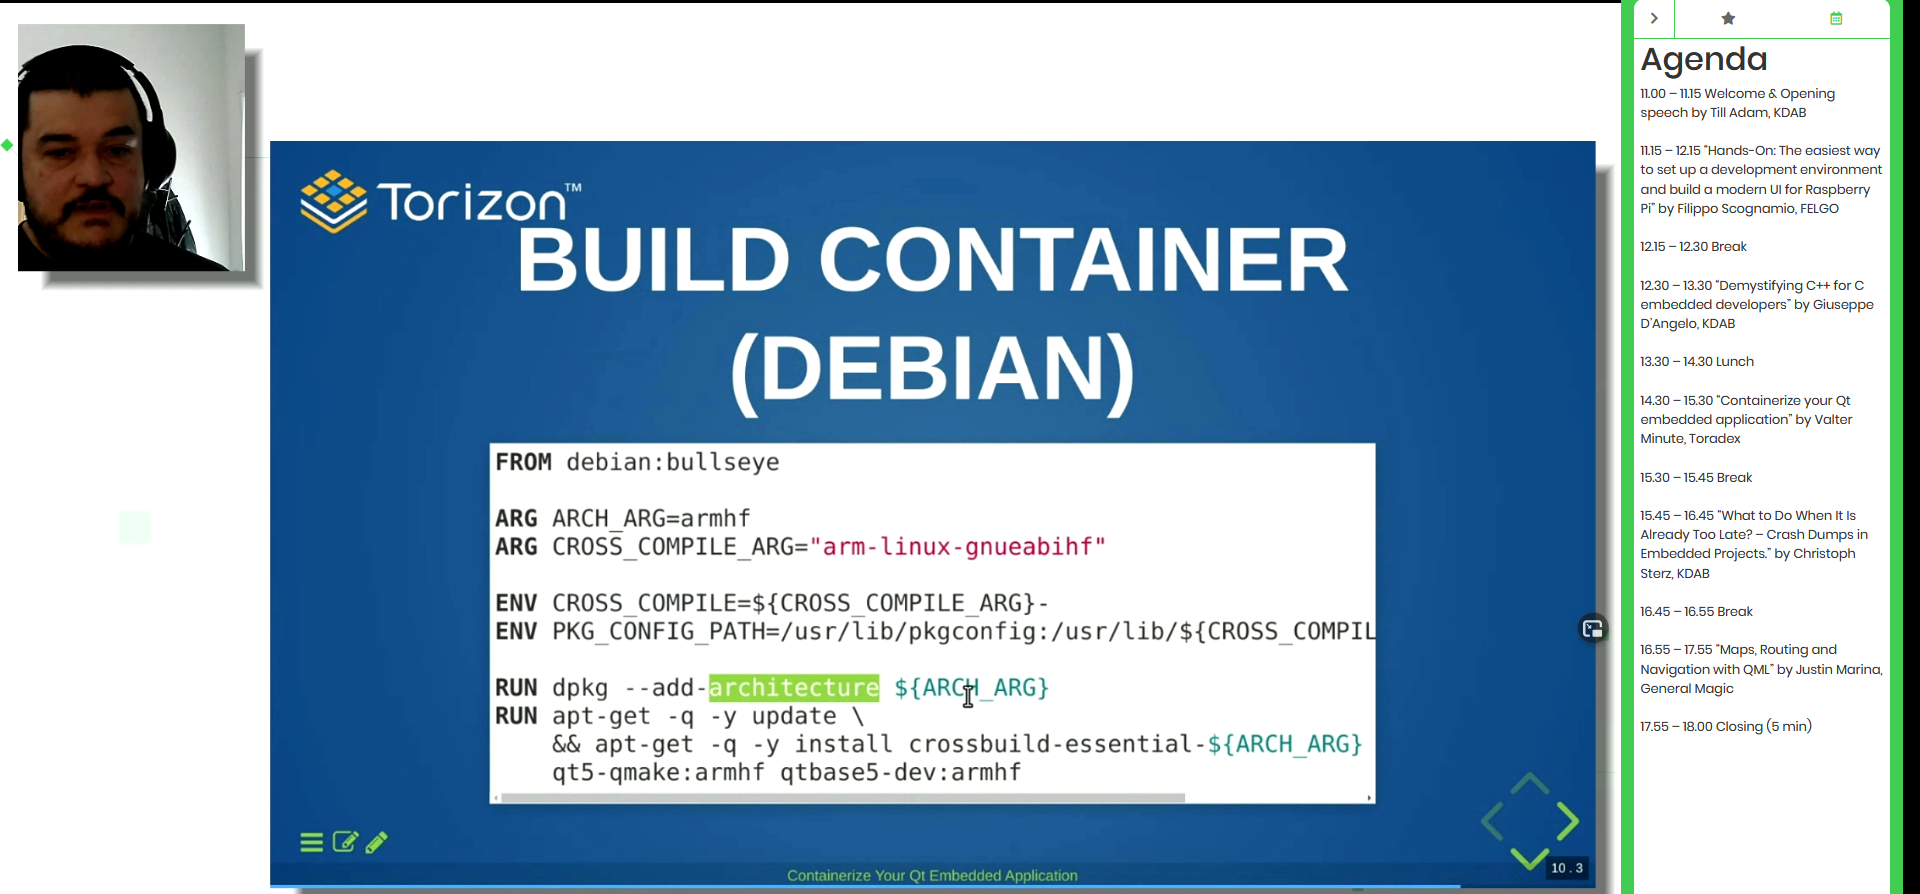 Torizon™
BUILD CONTAINER
(DEBIAN)
FROM debian:bullseye
ARG ARCH_ARG=armhf
ARG CROSS_COMPILE_ARG="arm-linux-gnueabihf"
ENV CROSS_COMPILE=${CROSS_COMPILE_ARG}-
ENV PKG_CONFIG_PATH=/usr/lib/pkgconfig:/usr/lib/${CROSS_COMPIL
RUN dpkg --add-architecture ${ARCH_ARG}
RUN apt-get -q -y update \
&& apt-get -q -y install crossbuild-essential-${ARCH_ARG}
qt5-qmake:armhf qtbase5-dev:armhf
10.3
Containerize Your Qt Embedded Application
Agenda
11.00 – 11.15 Welcome & Opening
speech by Till Adam, KDAB
11.15 – 12.15 "Hands-On: The easiest way
to set up a development environment
and build a modern UI for Raspberry
Pi" by Filippo Scognamio, FELGO
12.15 – 12.30 Break
12.30 – 13.30 "Demystifying C++ for C
embedded developers" by Giuseppe
D'Angelo, KDAB
13.30 – 14.30 Lunch
14.30 – 15.30 "Containerize your Qt
embedded application" by Valter
Minute, Toradex
15.30 – 15.45 Break
15.45 – 16.45 "What to Do When It Is
Already Too Late? – Crash Dumps in
Embedded Projects." by Christoph
Sterz, KDAB
16.45 – 16.55 Break
16.55 – 17.55 "Maps, Routing and
Navigation with QML" by Justin Marina,
General Magic
17.55 – 18.00 Closing (5 min)